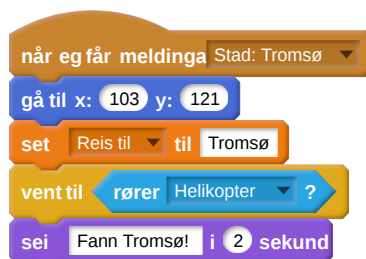 når eg får meldinga Stad: Tromsø
gå til x: 103 y: 121
set Reis til til Tromsø
vent til rører Helikopter ?
sei Fann Tromsø! i 2 sekund